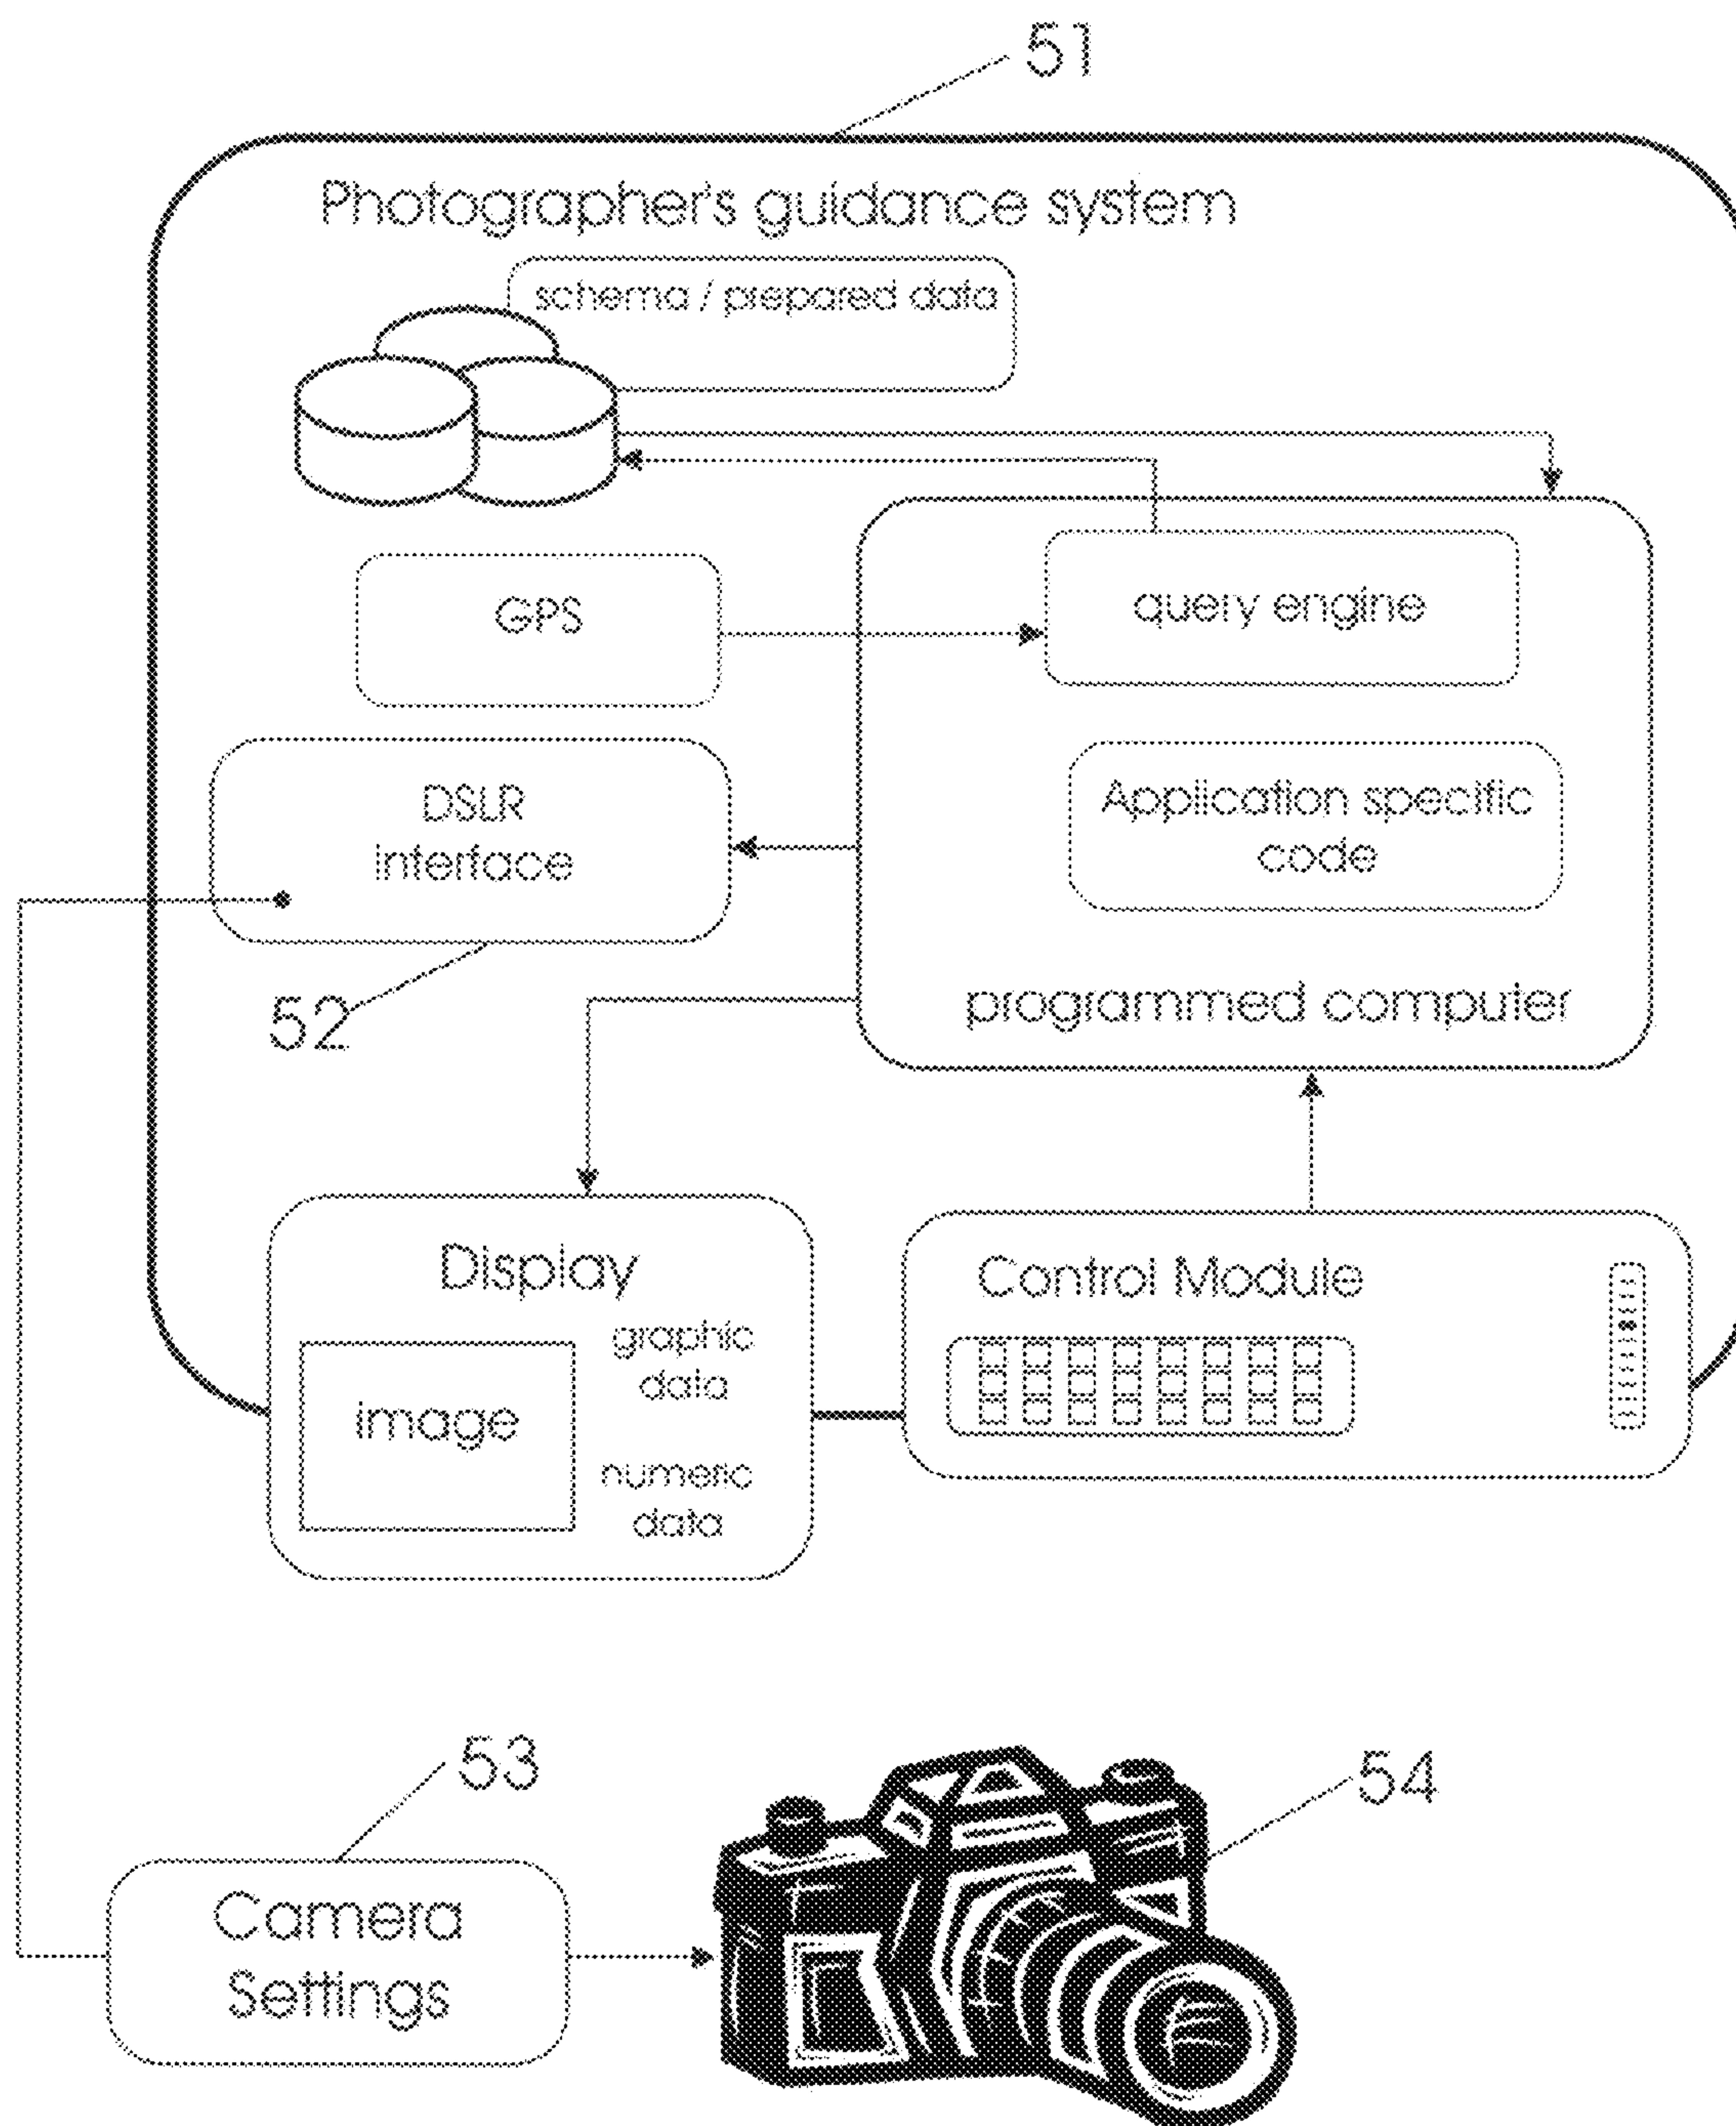 51
Photographer's guidance system
schema / prepared data
GPS
query engine
DSLR
interface
Application specific
code
52
programmed computer
Display
graphic
data
image
numeric
data
Control Module
53
54
Camera
Settings